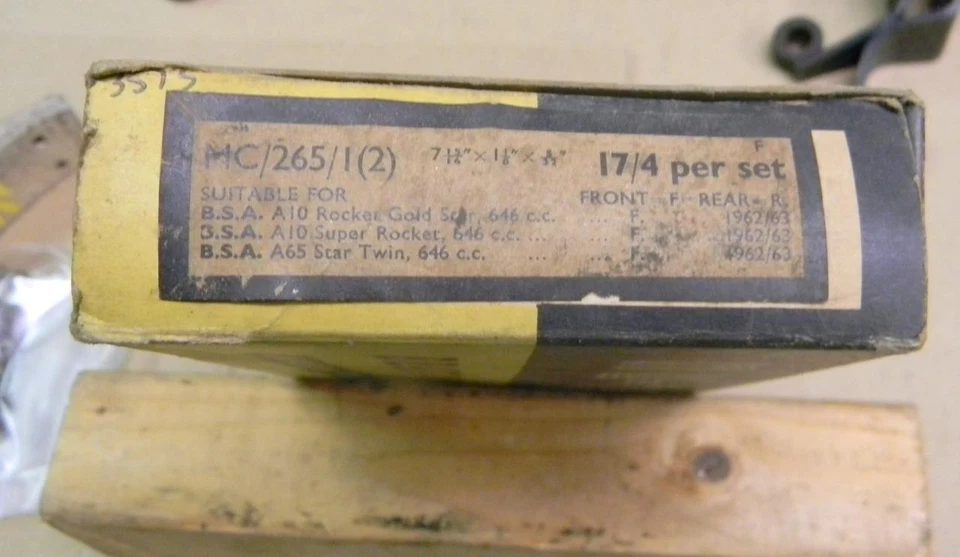 3573
MC/265/1(2) 17/4 per set
F
SUITABLE FOR FRONT - F - REAR - R.
B.S.A. A10 Rocket Gold Star, 646 c.c. ... F. 1962/63
B.S.A. A10 Super Rocket, 646 c.c. ... ... F. 1962/63
B.S.A. A65 Star Twin, 646 c.c. ... ... F. 1962/63